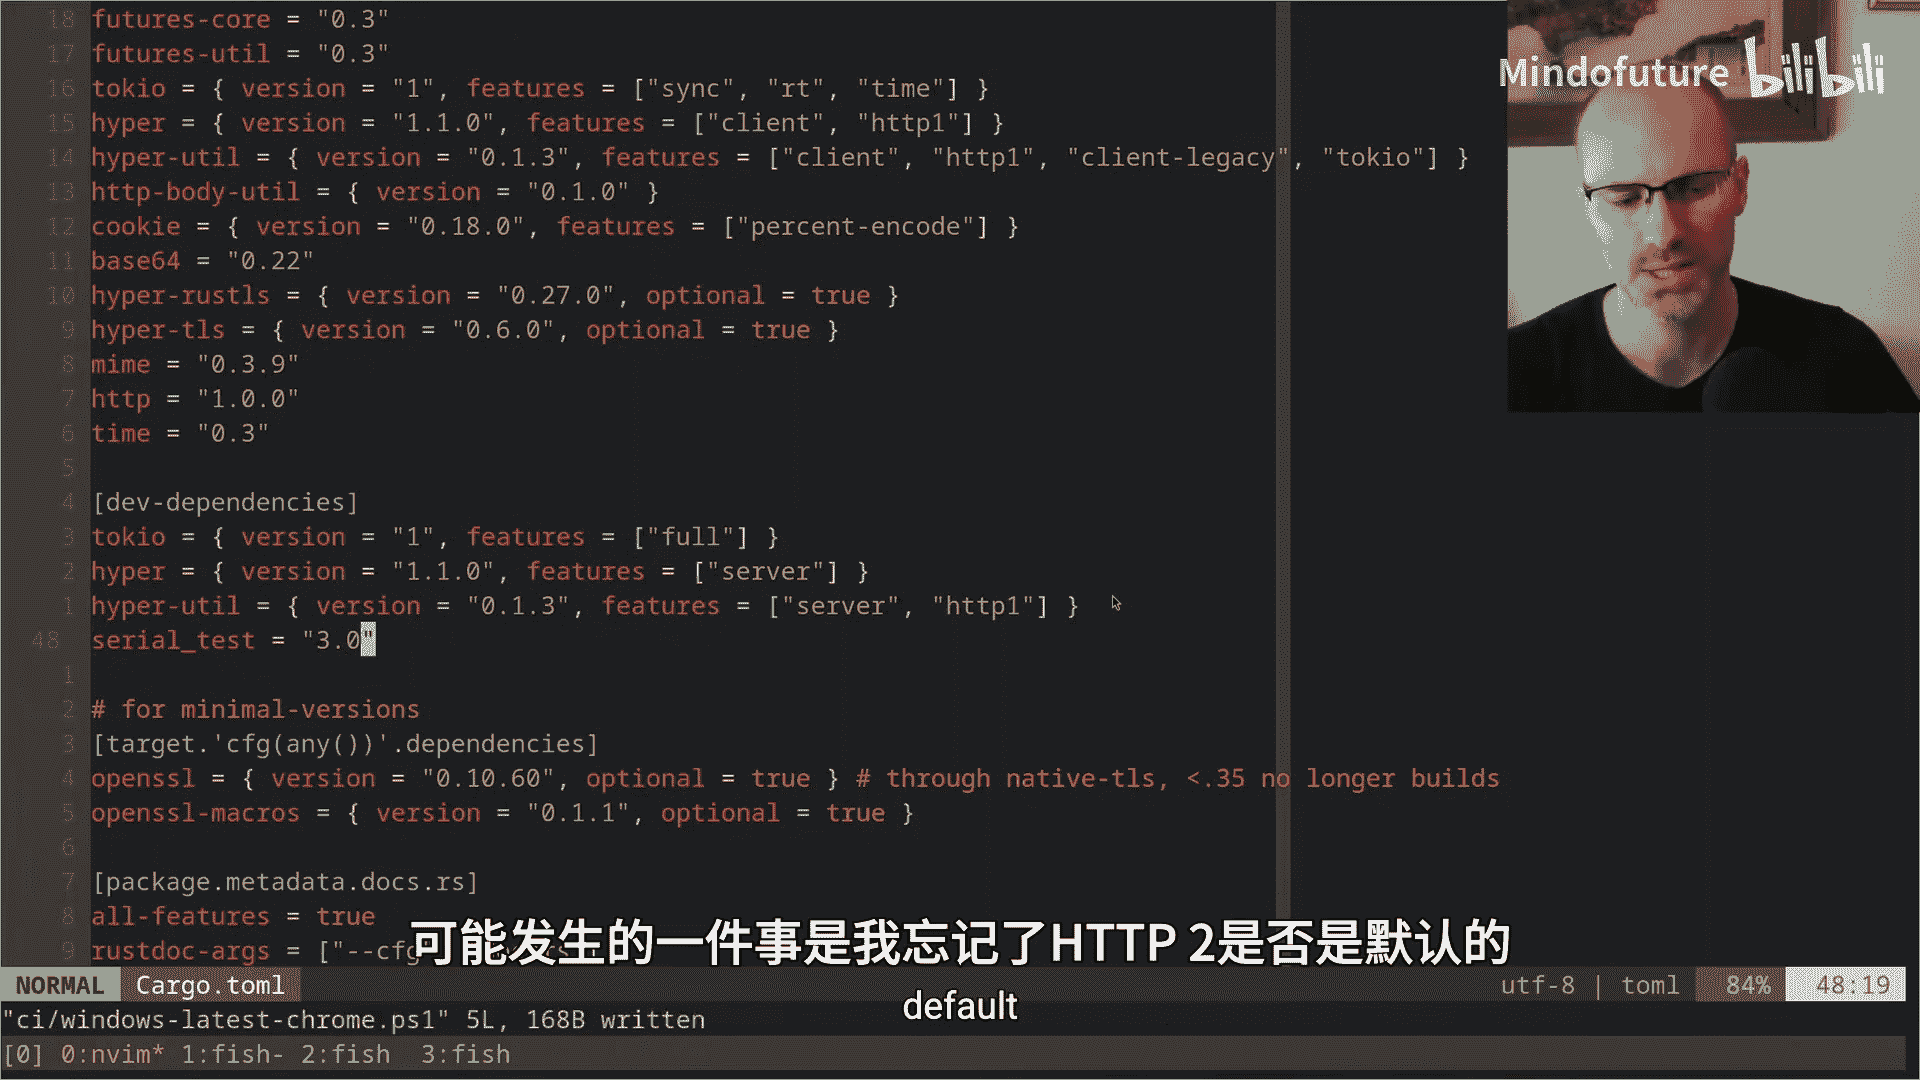 18 futures-core = "0.3"
17 futures-util = "0.3"
16 tokio = { version = "1", features = ["sync", "rt", "time"] }
15 hyper = { version = "1.1.0", features = ["client", "http1"] }
14 hyper-util = { version = "0.1.3", features = ["client", "http1", "client-legacy", "tokio"] }
13 http-body-util = { version = "0.1.0" }
12 cookie = { version = "0.18.0", features = ["percent-encode"] }
11 base64 = "0.22"
10 hyper-rustls = { version = "0.27.0", optional = true }
9 hyper-tls = { version = "0.6.0", optional = true }
8 mime = "0.3.9"
7 http = "1.0.0"
6 time = "0.3"
5
4 [dev-dependencies]
3 tokio = { version = "1", features = ["full"] }
2 hyper = { version = "1.1.0", features = ["server"] }
1 hyper-util = { version = "0.1.3", features = ["server", "http1"] }
48 serial_test = "3.0"
1
2 # for minimal-versions
3 [target.'cfg(any())'.dependencies]
4 openssl = { version = "0.10.60", optional = true } # through native-tls, <.35 no longer builds
5 openssl-macros = { version = "0.1.1", optional = true }
6
7 [package.metadata.docs.rs]
8 all-features = true
9 rustdoc-args = ["--cfg
Mindofuture bilibili
可能发生的一件事是我忘记了HTTP 2是否是默认的
default
NORMAL Cargo.toml utf-8 | toml 84% 48:19
"ci/windows-latest-chrome.ps1" 5L, 168B written
[0] 0:nvim* 1:fish- 2:fish 3:fish